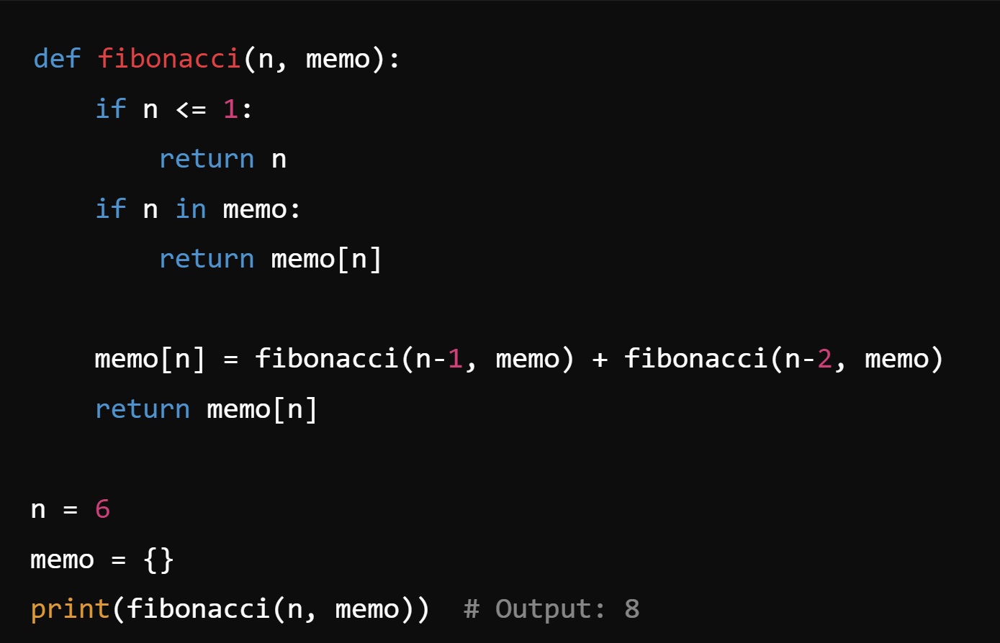 def fibonacci(n, memo):
    if n <= 1:
        return n
    if n in memo:
        return memo[n]

    memo[n] = fibonacci(n-1, memo) + fibonacci(n-2, memo)
    return memo[n]

n = 6
memo = {}
print(fibonacci(n, memo))  # Output: 8